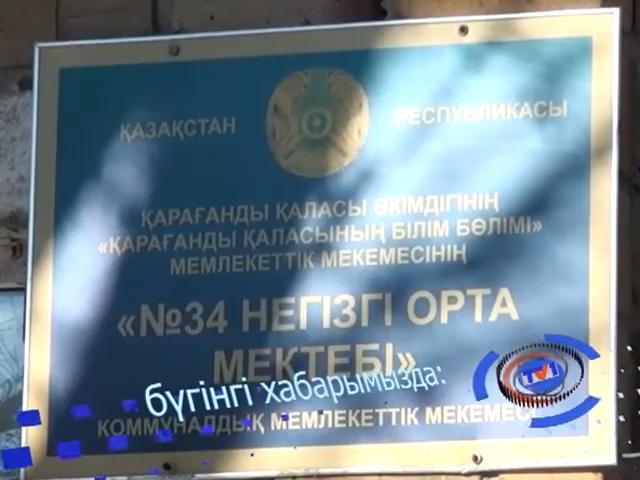 ҚАЗАҚСТАН РЕСПУБЛИКАСЫ
ҚАРАҒАНДЫ ҚАЛАСЫ ӘКІМДІГІНІҢ
«ҚАРАҒАНДЫ ҚАЛАСЫНЫҢ БІЛІМ БӨЛІМІ»
МЕМЛЕКЕТТІК МЕКЕМЕСІНІҢ
«№34 НЕГІЗГІ ОРТА
МЕКТЕБІ»
бүгінгі хабарымызда:
TV1
КОММУНАЛДЫҚ МЕМЛЕКЕТТІК МЕКЕМЕСІ